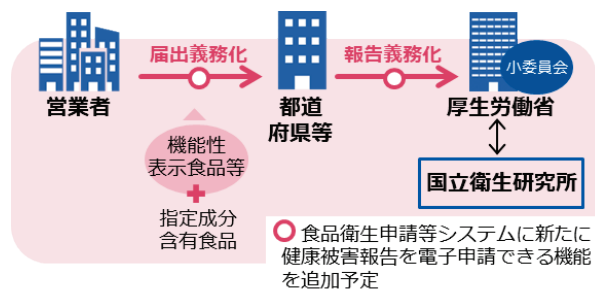 届出義務化
報告義務化
小委員会
営業者
都道
府県等
厚生労働省
機能性
表示食品等
指定成分
含有食品
国立衛生研究所
食品衛生申請等システムに新たに
健康被害報告を電子申請できる機能
を追加予定